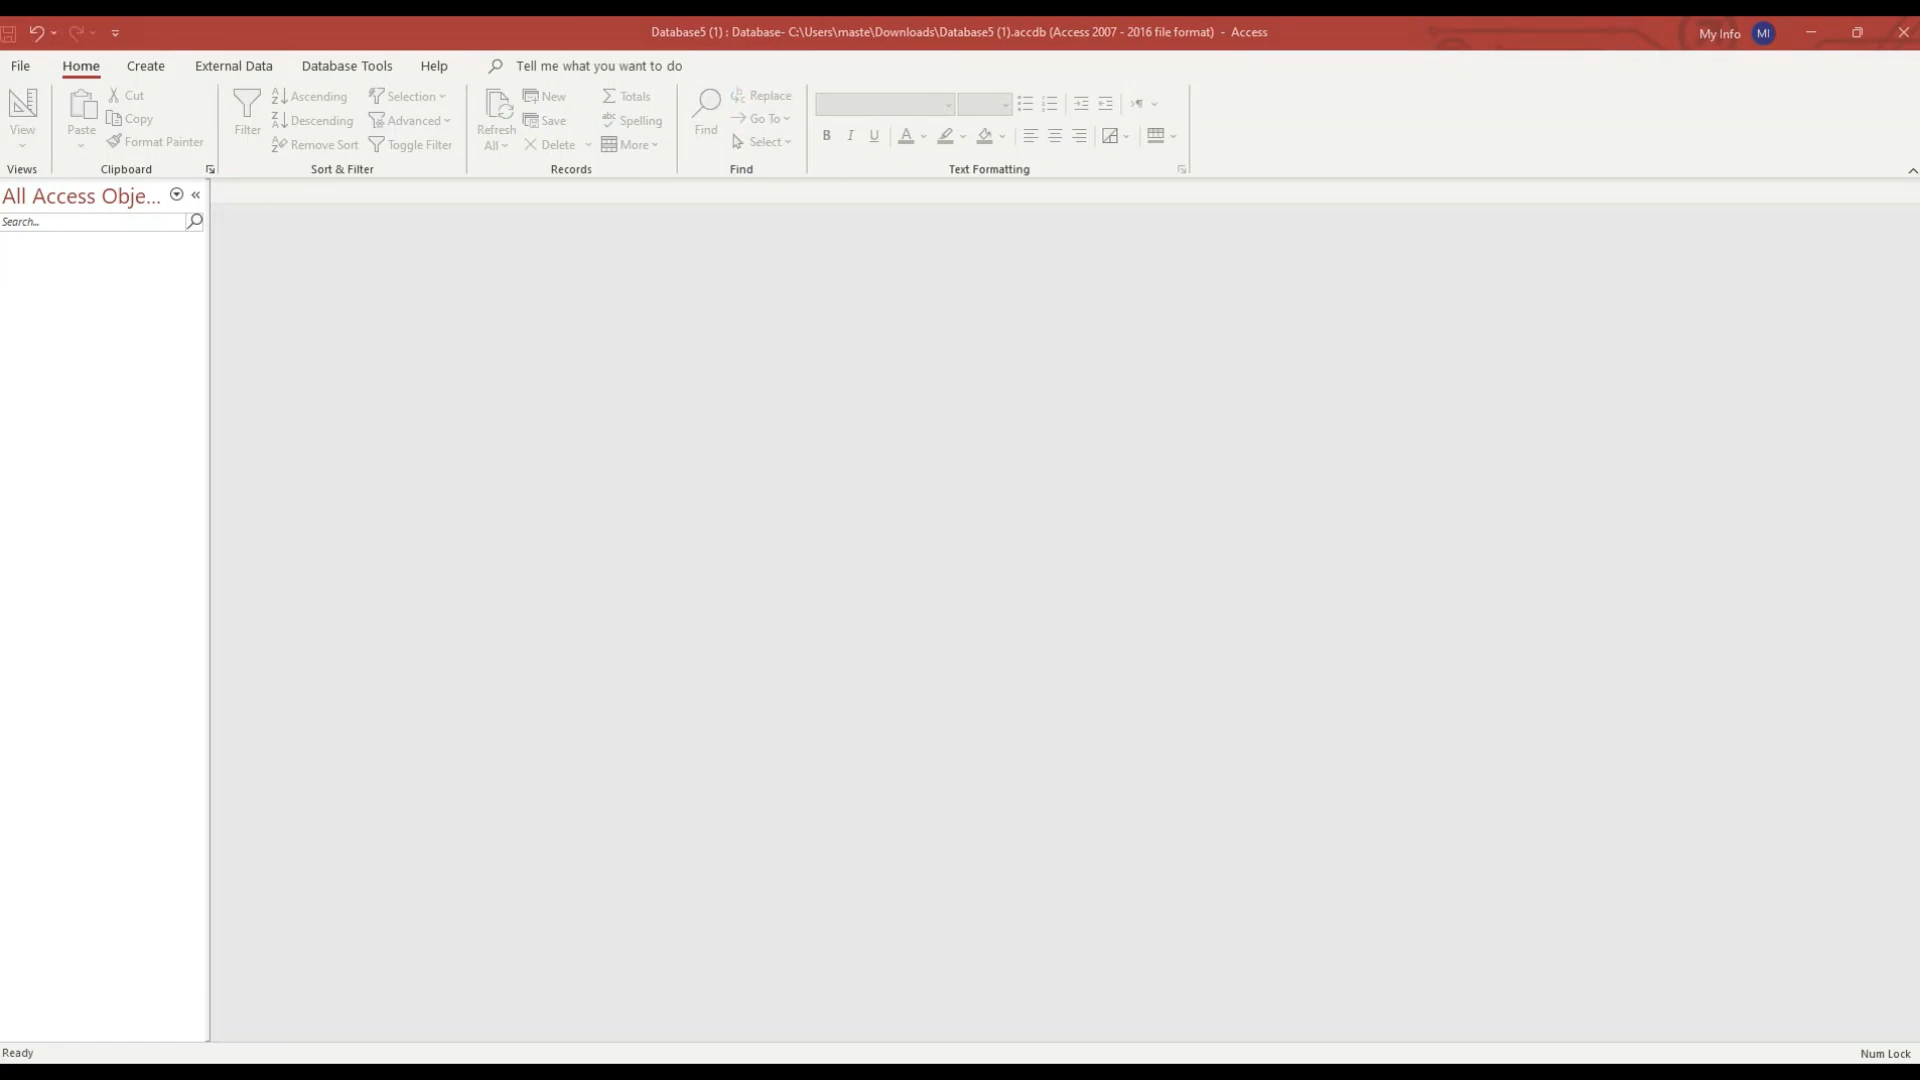 Database5 (1) : Database- C:\Users\maste\Downloads\Database5 (1).accdb (Access 2007 - 2016 file format) - Access
My Info MI
File Home Create External Data Database Tools Help Tell me what you want to do
View
Views
Paste
Cut
Copy
Format Painter
Clipboard
Filter
Ascending
Descending
Remove Sort
Selection
Advanced
Toggle Filter
Sort & Filter
Refresh
All
New
Save
Delete
Totals
Spelling
More
Records
Find
Replace
Go To
Select
Find
B I U A
Text Formatting
All Access Obje...
Search...
Ready
Num Lock